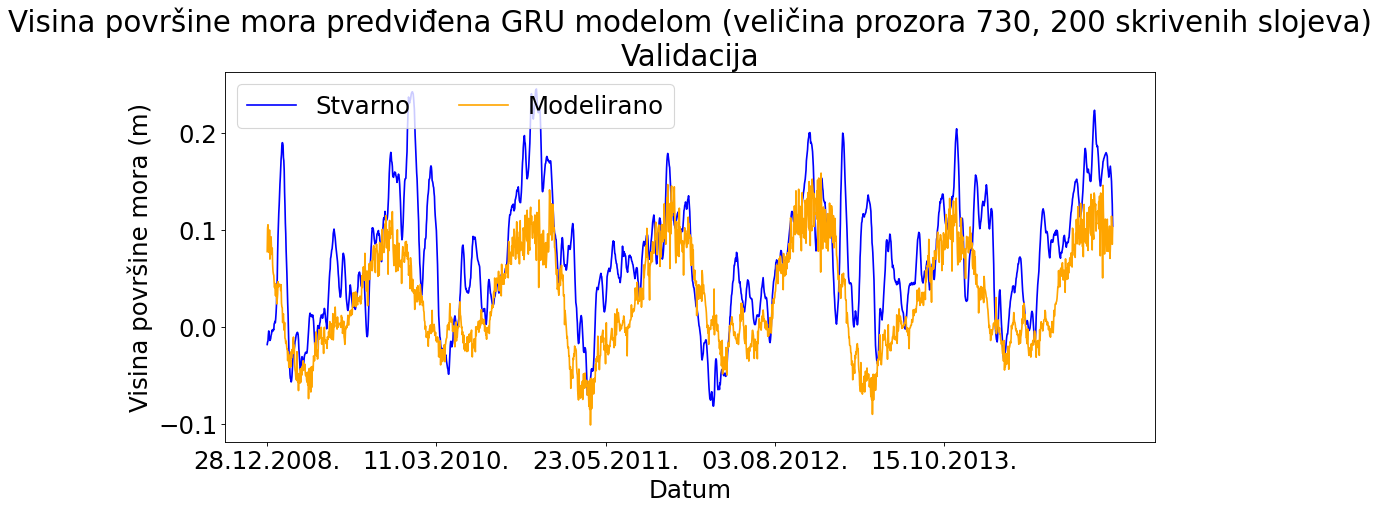 Visina površine mora predviđena GRU modelom (veličina prozora 730, 200 skrivenih slojeva)
Validacija
Stvarno
Modelirano
Visina površine mora (m)
0.2
0.1
0.0
−0.1
28.12.2008.
11.03.2010.
23.05.2011.
03.08.2012.
15.10.2013.
Datum